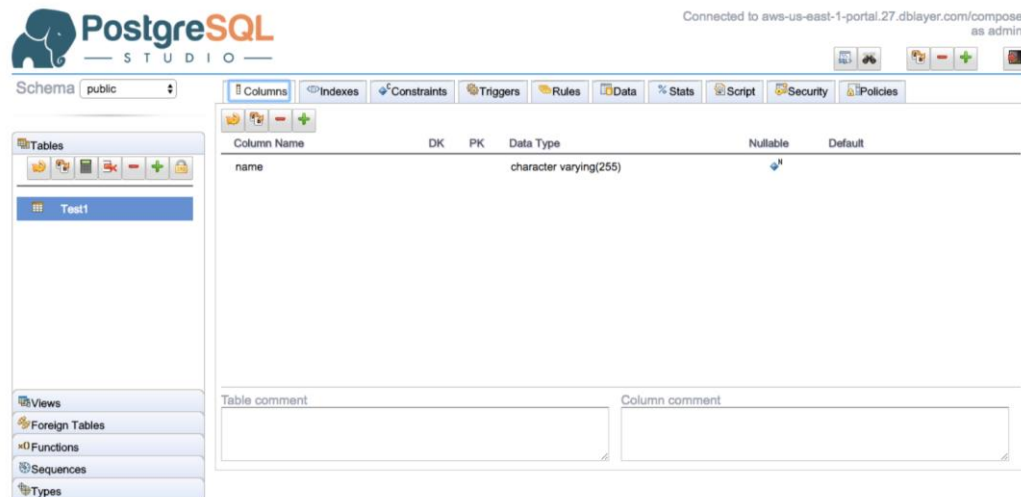 PostgreSQL
STUDIO
Connected to aws-us-east-1-portal.27.dblayer.com/compose
as admin
Schema public
Columns Indexes Constraints Triggers Rules Data Stats Script Security Policies
Tables
Column Name DK PK Data Type Nullable Default
name character varying(255) N
Test1
Views
Foreign Tables
Functions
Sequences
Types
Table comment Column comment